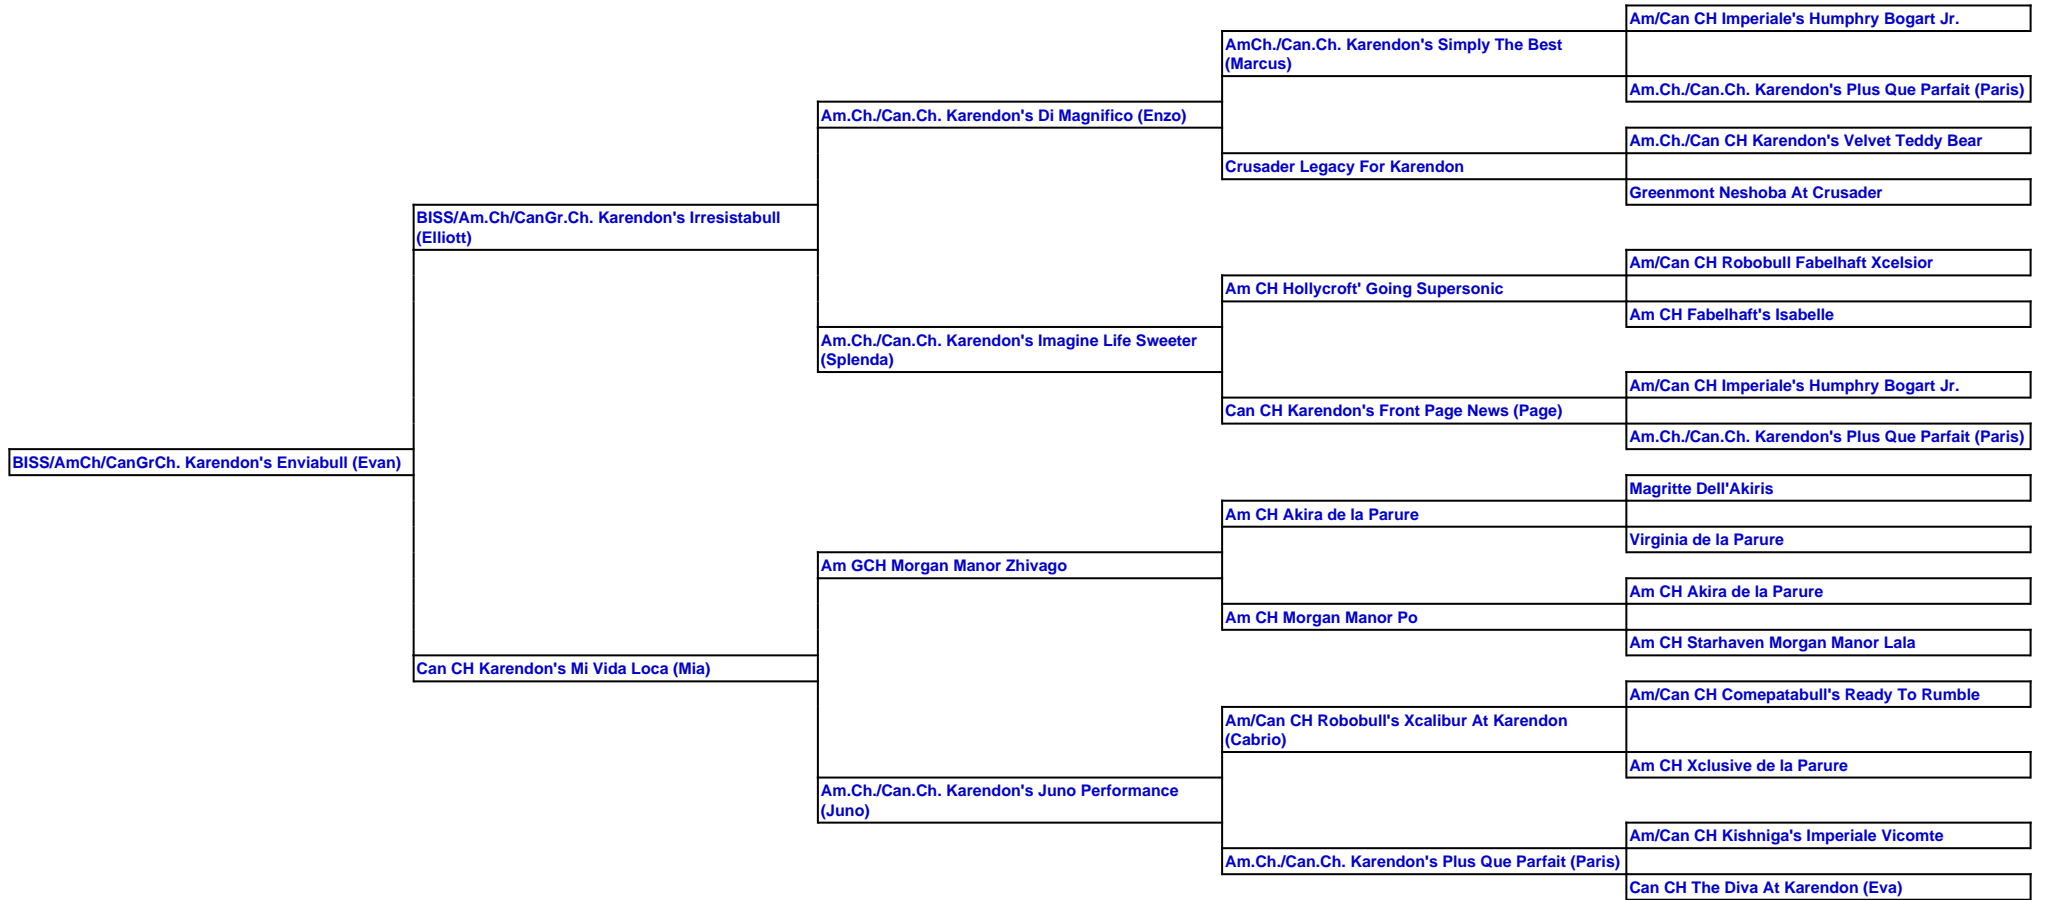 Am/Can CH Imperiale's Humphry Bogart Jr.
AmCh./Can.Ch. Karendon's Simply The Best
(Marcus)
Am.Ch./Can.Ch. Karendon's Plus Que Parfait (Paris)
Am.Ch./Can.Ch. Karendon's Di Magnifico (Enzo)
Am.Ch./Can CH Karendon's Velvet Teddy Bear
Crusader Legacy For Karendon
Greenmont Neshoba At Crusader
BISS/Am.Ch/CanGr.Ch. Karendon's Irresistabull
(Elliott)
Am/Can CH Robobull Fabelhaft Xcelsior
Am CH Hollycroft' Going Supersonic
Am CH Fabelhaft's Isabelle
Am.Ch./Can.Ch. Karendon's Imagine Life Sweeter
(Splenda)
Am/Can CH Imperiale's Humphry Bogart Jr.
Can CH Karendon's Front Page News (Page)
Am.Ch./Can.Ch. Karendon's Plus Que Parfait (Paris)
BISS/AmCh/CanGrCh. Karendon's Enviabull (Evan)
Magritte Dell'Akiris
Am CH Akira de la Parure
Virginia de la Parure
Am GCH Morgan Manor Zhivago
Am CH Akira de la Parure
Am CH Morgan Manor Po
Am CH Starhaven Morgan Manor Lala
Can CH Karendon's Mi Vida Loca (Mia)
Am/Can CH Comepatabull's Ready To Rumble
Am/Can CH Robobull's Xcalibur At Karendon
(Cabrio)
Am CH Xclusive de la Parure
Am.Ch./Can.Ch. Karendon's Juno Performance
(Juno)
Am/Can CH Kishniga's Imperiale Vicomte
Am.Ch./Can.Ch. Karendon's Plus Que Parfait (Paris)
Can CH The Diva At Karendon (Eva)